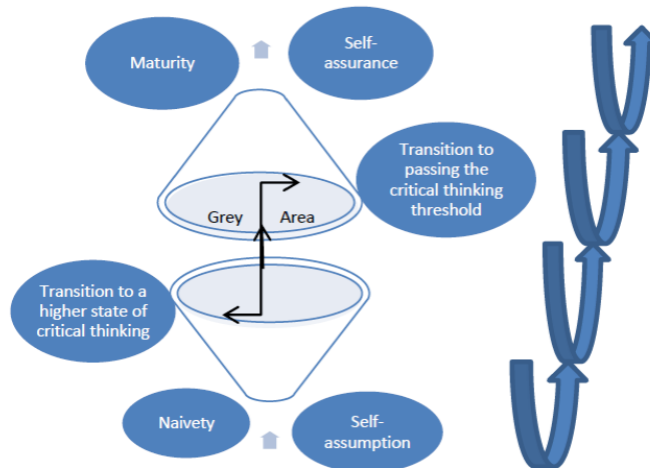 Maturity
Self-
assurance
Transition to
passing the
critical thinking
threshold
Grey Area
Transition to a
higher state of
critical thinking
Naivety
Self-
assumption